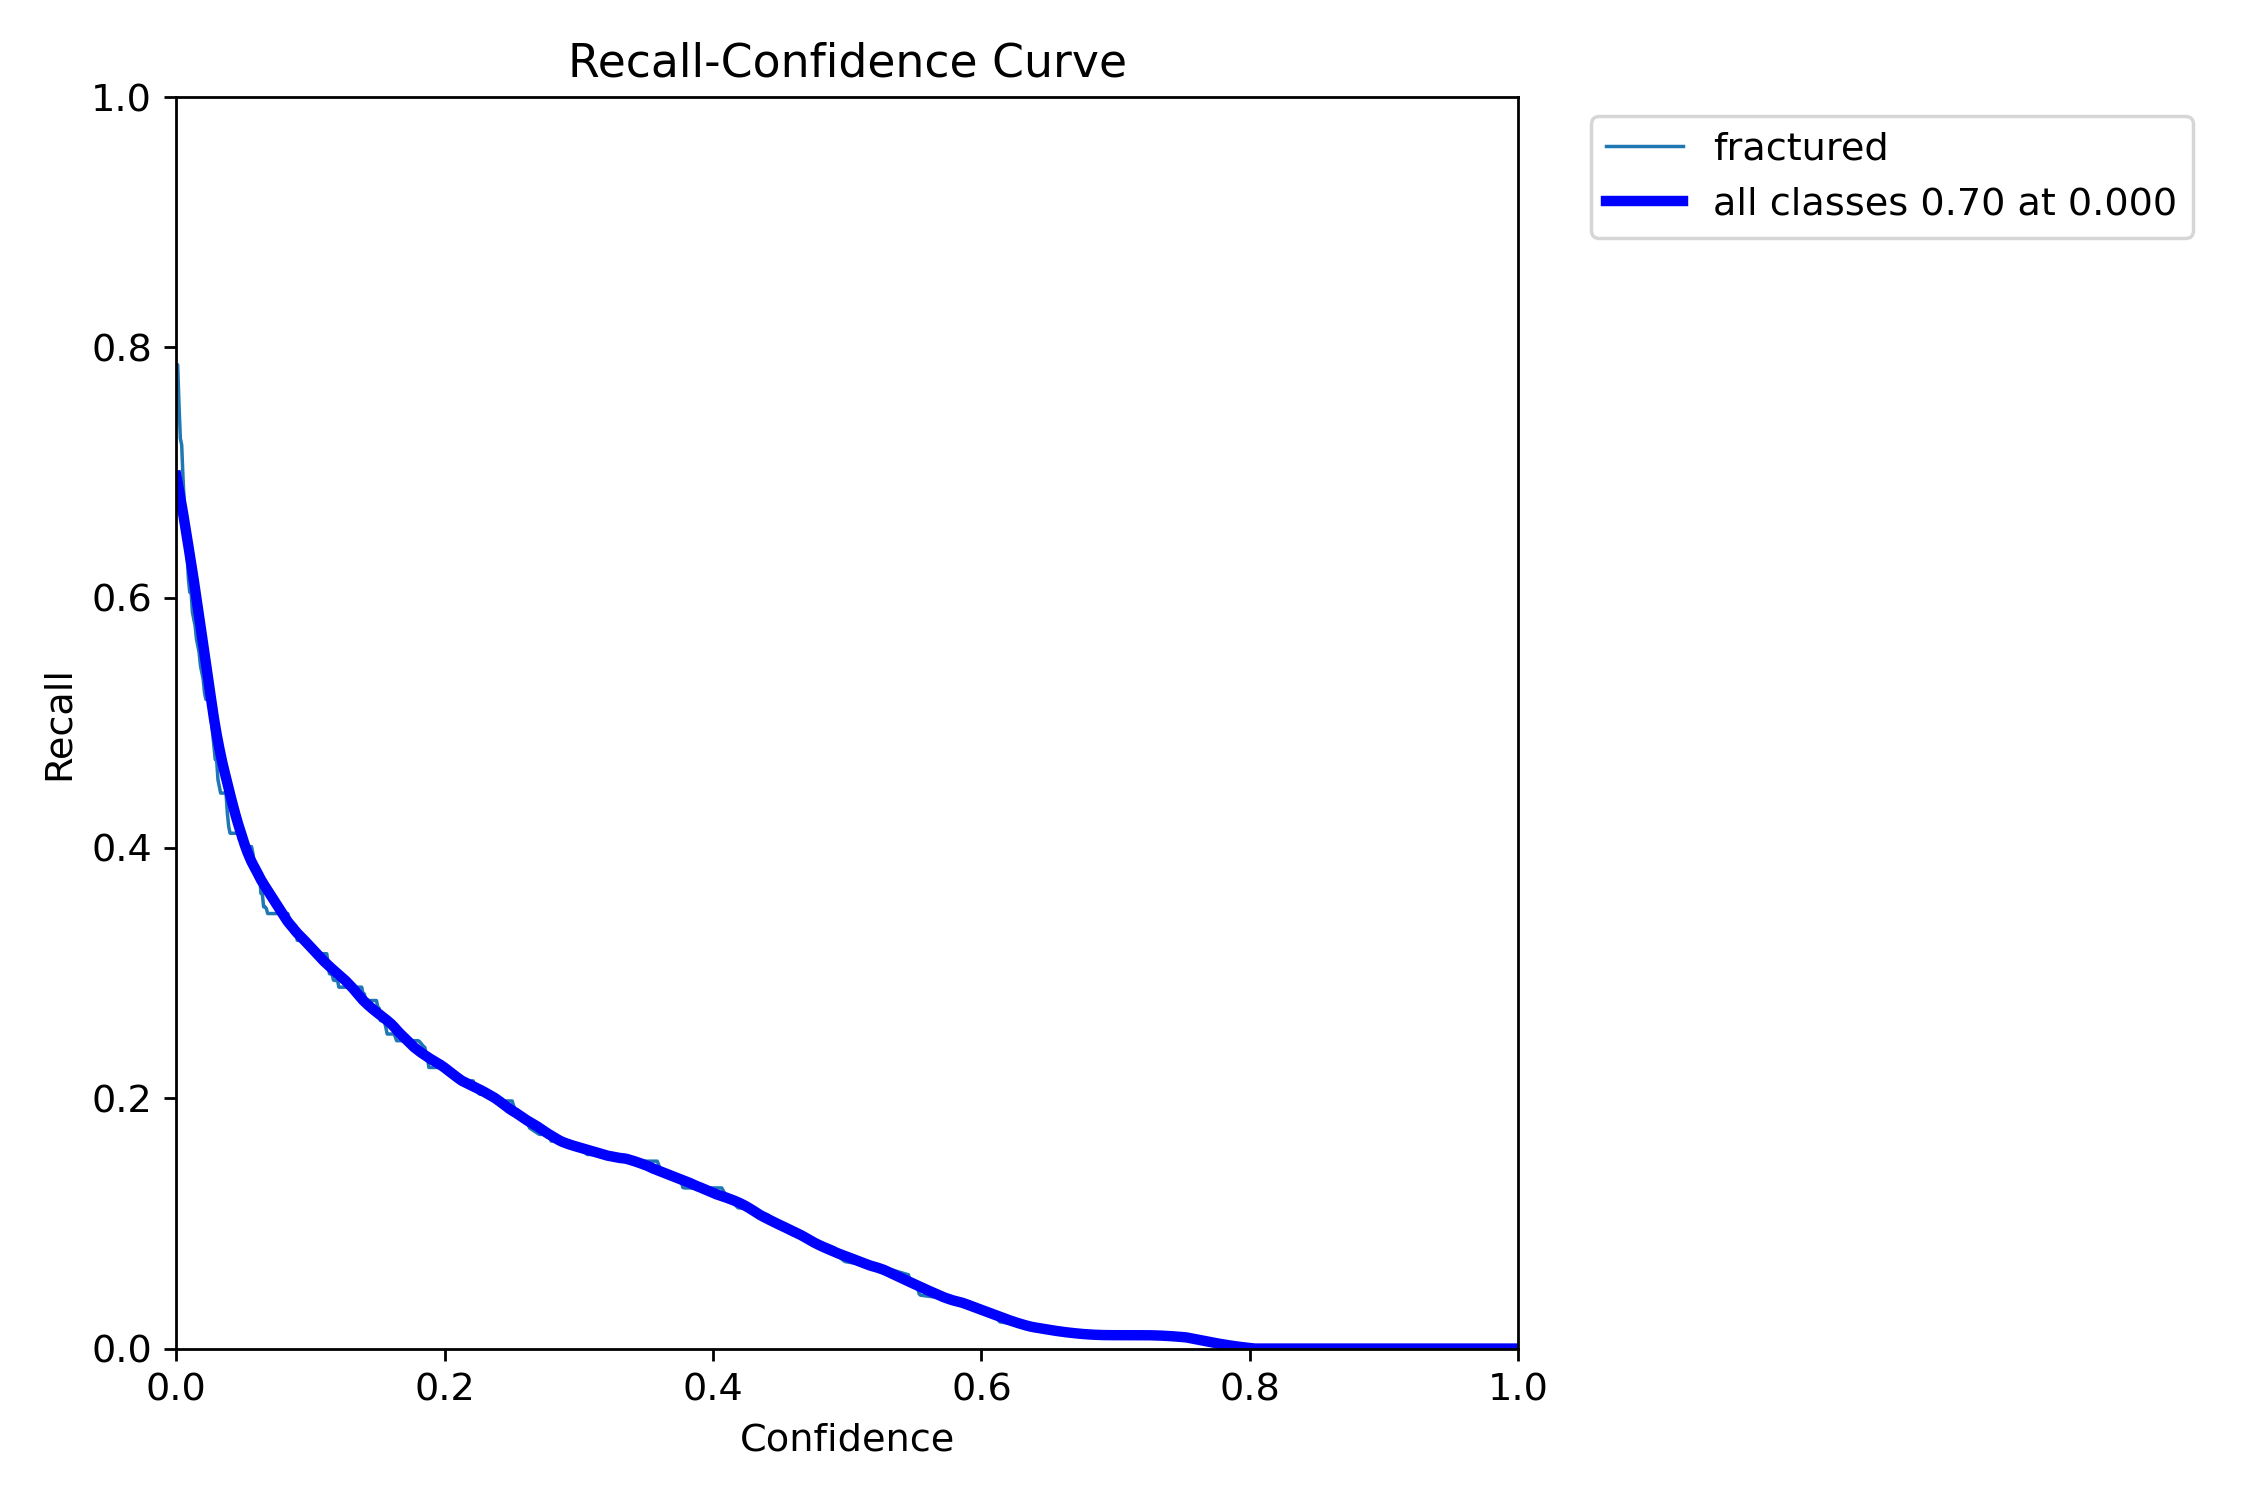 Recall-Confidence Curve
1.0
0.8
0.6
0.4
0.2
0.0
Recall
0.0 0.2 0.4 0.6 0.8 1.0
Confidence
fractured
all classes 0.70 at 0.000